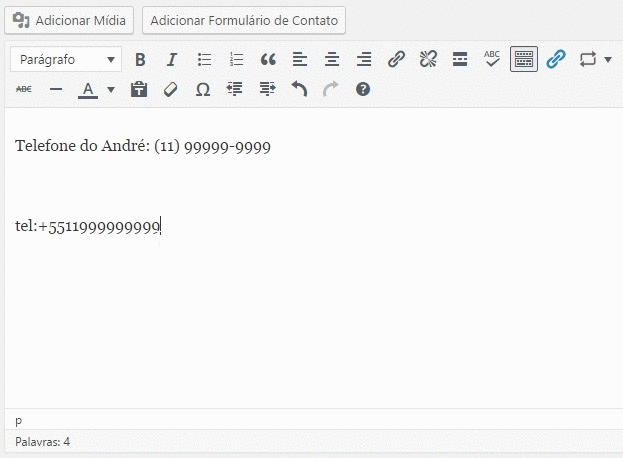 Adicionar Mídia Adicionar Formulário de Contato
Parágrafo B I ABC
ABC A Ω
Telefone do André: (11) 99999-9999
tel:+5511999999999
p
Palavras: 4